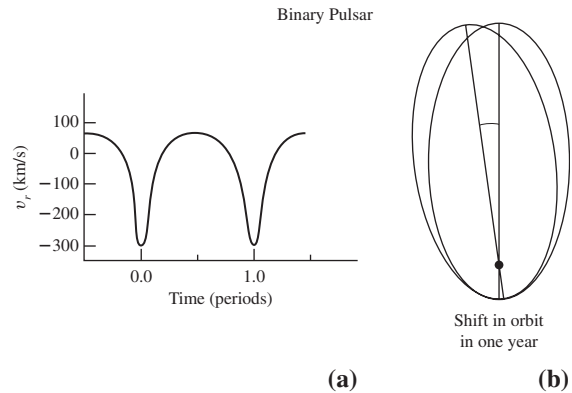 Binary Pulsar
100
0
−100
−200
−300
v_r (km/s)
0.0
1.0
Time (periods)
Shift in orbit
in one year
(a)
(b)